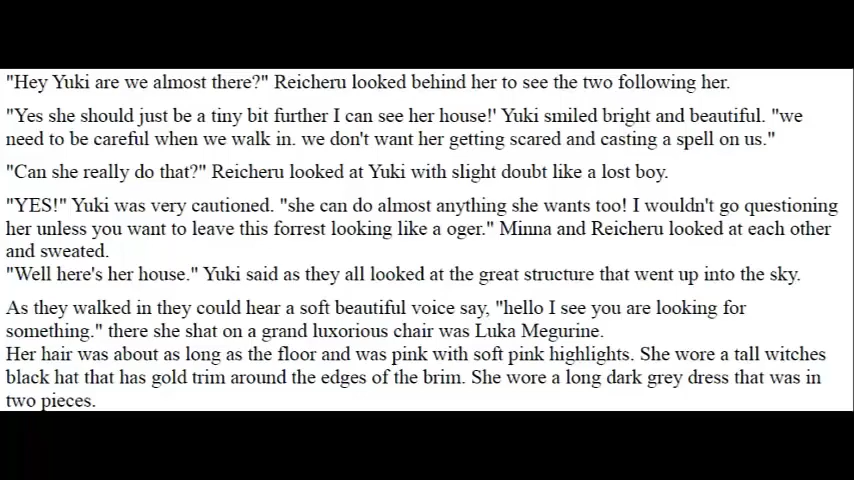 "Hey Yuki are we almost there?" Reicheru looked behind her to see the two following her.
"Yes she should just be a tiny bit further I can see her house!' Yuki smiled bright and beautiful. "we
need to be careful when we walk in. we don't want her getting scared and casting a spell on us."
"Can she really do that?" Reicheru looked at Yuki with slight doubt like a lost boy.
"YES!" Yuki was very cautioned. "she can do almost anything she wants too! I wouldn't go questioning
her unless you want to leave this forrest looking like a oger." Minna and Reicheru looked at each other
and sweated.
"Well here's her house." Yuki said as they all looked at the great structure that went up into the sky.
As they walked in they could hear a soft beautiful voice say, "hello I see you are looking for
something." there she shat on a grand luxorious chair was Luka Megurine.
Her hair was about as long as the floor and was pink with soft pink highlights. She wore a tall witches
black hat that has gold trim around the edges of the brim. She wore a long dark grey dress that was in
two pieces.